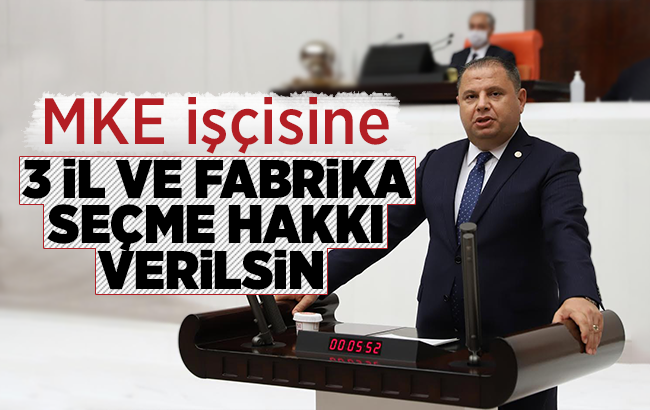 MKE işçisine
3 İL VE FABRİKA
SEÇME HAKKI
VERİLSİN
00:05:52